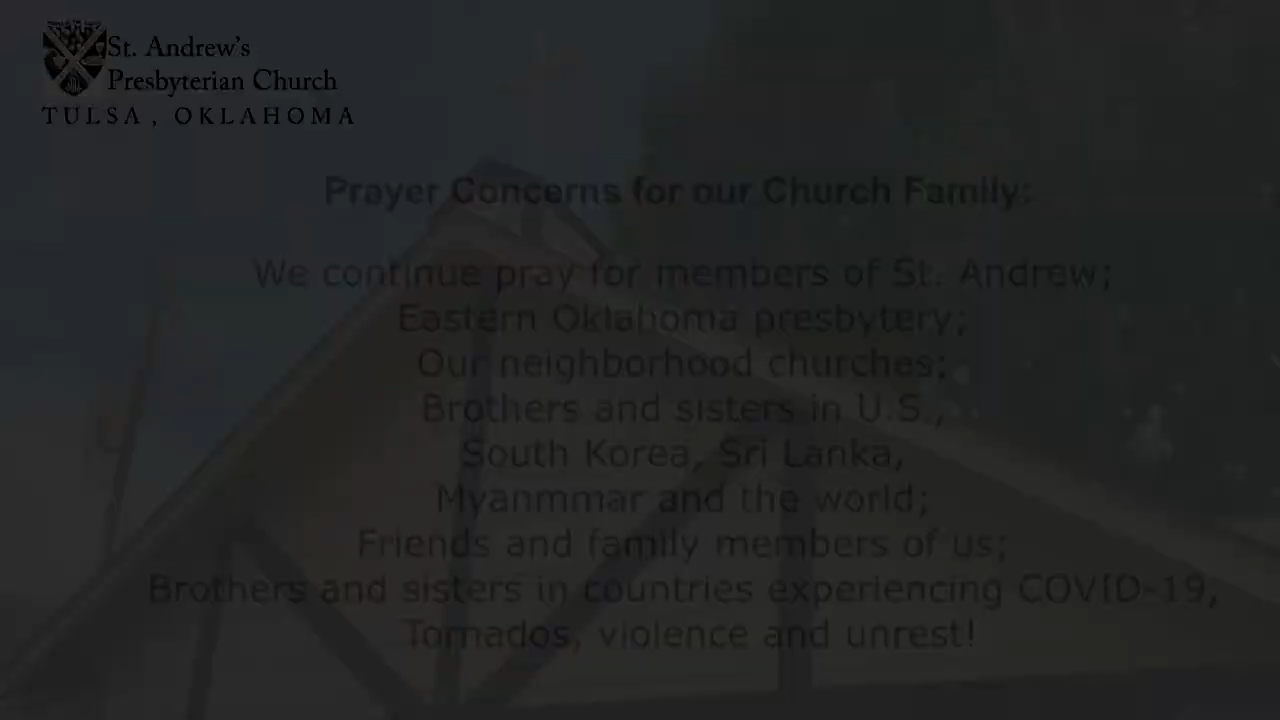 St. Andrew's
Presbyterian Church
TULSA, OKLAHOMA
Prayer Concerns for our Church Family:
We continue pray for members of St. Andrew;
Eastern Oklahoma presbytery;
Our neighborhood churches;
Brothers and sisters in U.S.,
South Korea, Sri Lanka,
Myanmmar and the world;
Friends and family members of us;
Brothers and sisters in countries experiencing COVID-19,
Tornados, violence and unrest!